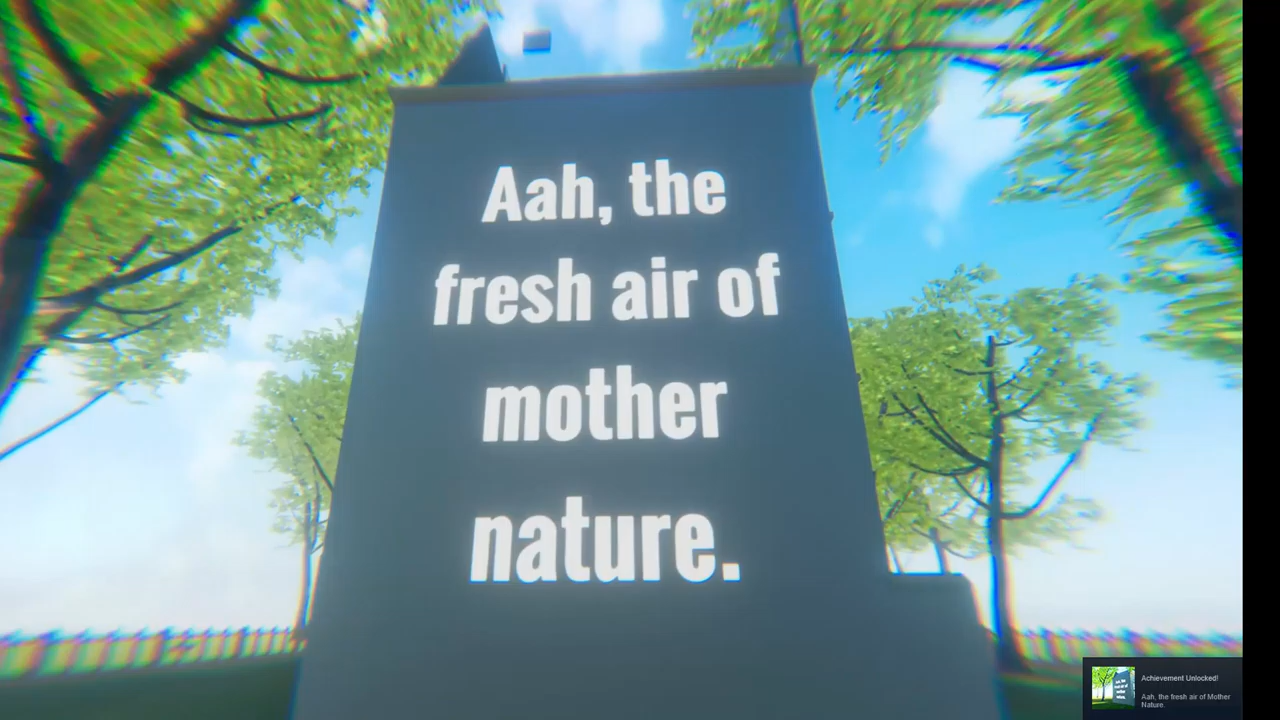 Aah, the
fresh air of
mother
nature.
Achievement Unlocked!
Aah, the fresh air of Mother
Nature.